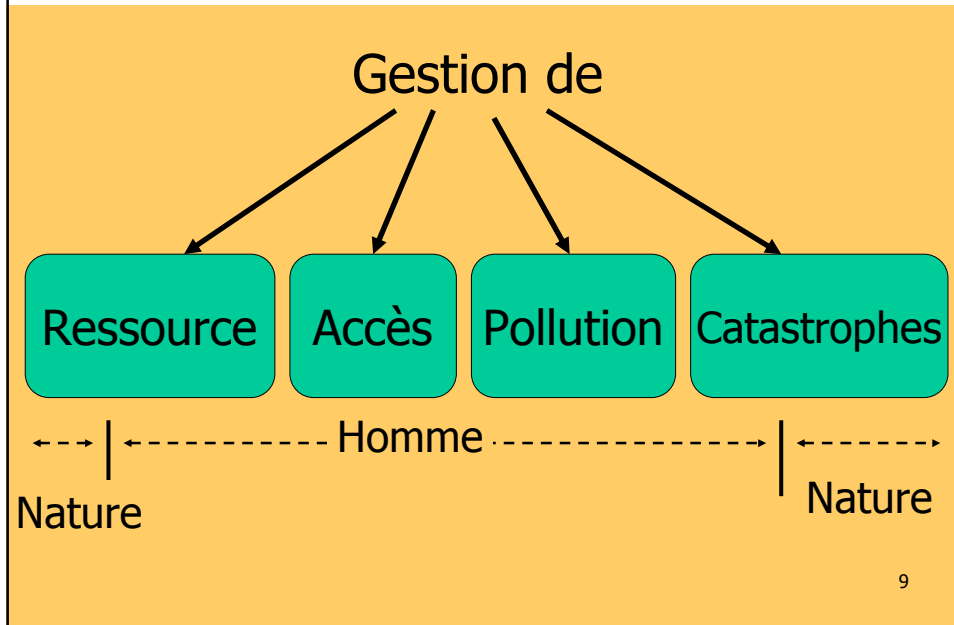 Gestion de
Ressource
Accès
Pollution
Catastrophes
Homme
Nature
Nature
9